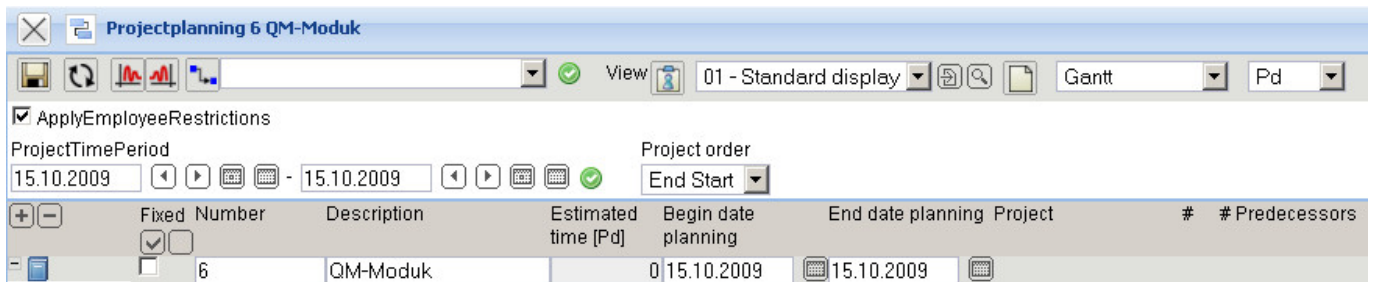 Projectplanning 6 QM-Moduk
View 01 - Standard display Gantt Pd
ApplyEmployeeRestrictions
ProjectTimePeriod Project order
15.10.2009 - 15.10.2009 End Start
Fixed Number Description Estimated time [Pd] Begin date planning End date planning Project # # Predecessors
6 QM-Moduk 0 15.10.2009 15.10.2009